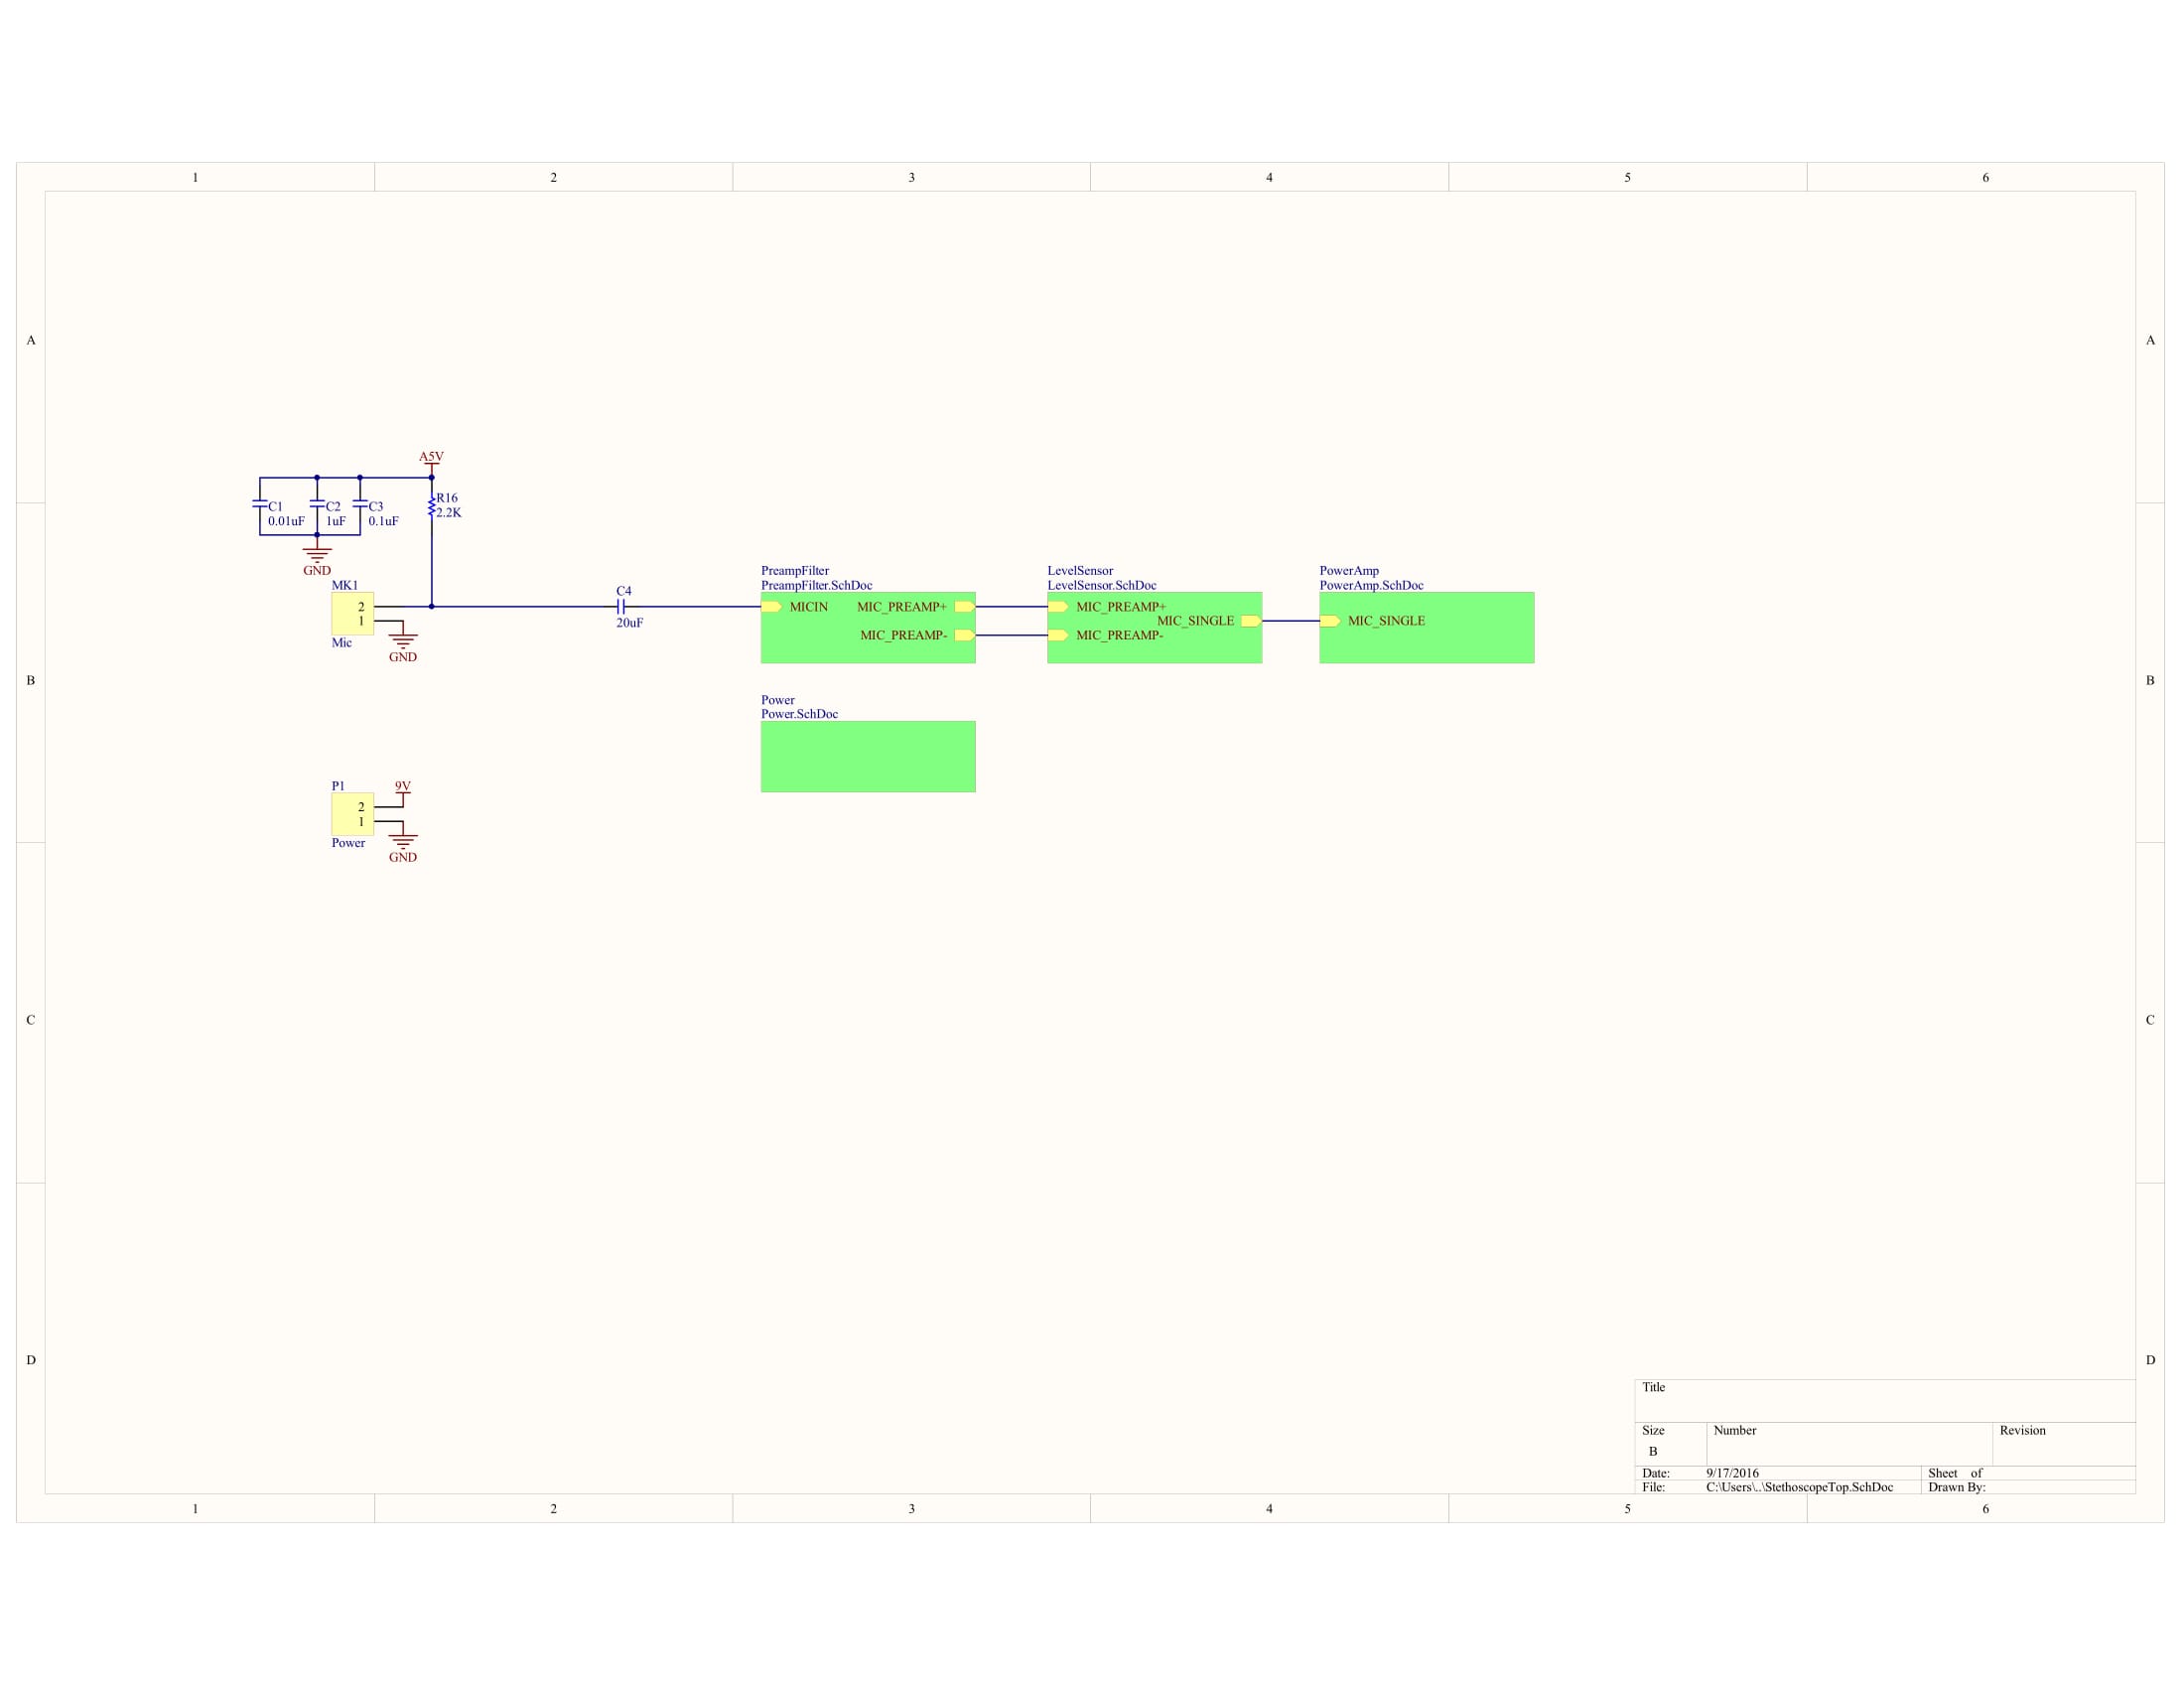 1 2 3 4 5 6
A A
A5V
C1 C2 C3 R16
0.01uF 1uF 0.1uF 2.2K
GND
B B
MK1
2
1
Mic
GND
C4
20uF
PreampFilter
PreampFilter.SchDoc
MICIN MIC_PREAMP+
MIC_PREAMP-
LevelSensor
LevelSensor.SchDoc
MIC_PREAMP+
MIC_SINGLE
MIC_PREAMP-
PowerAmp
PowerAmp.SchDoc
MIC_SINGLE
Power
Power.SchDoc
P1 9V
2
1
Power
GND
C C
D D
Title
Size Number Revision
B
Date: 9/17/2016 Sheet of
File: C:\Users\..\StethoscopeTop.SchDoc Drawn By:
1 2 3 4 5 6